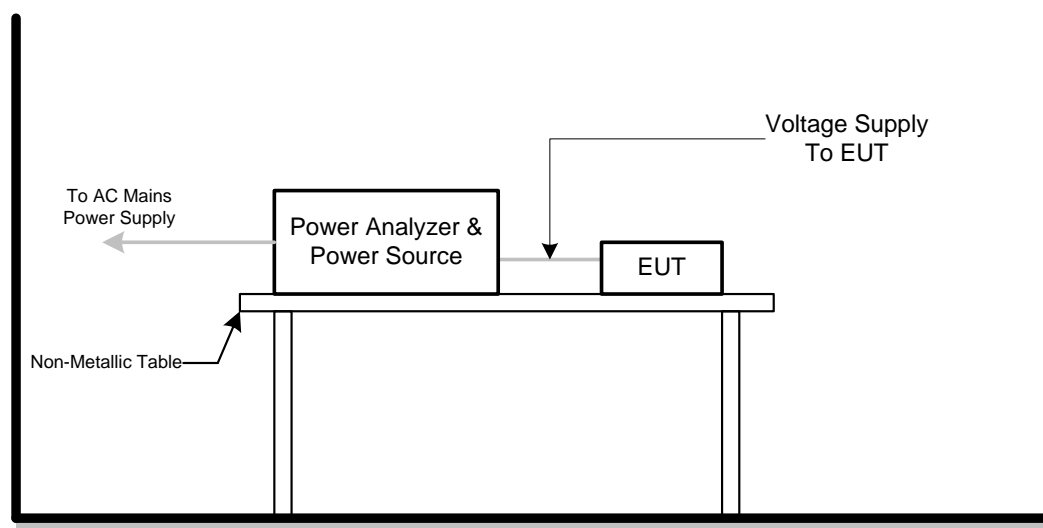 Voltage Supply
To EUT
To AC Mains
Power Supply
Power Analyzer &
Power Source
EUT
Non-Metallic Table